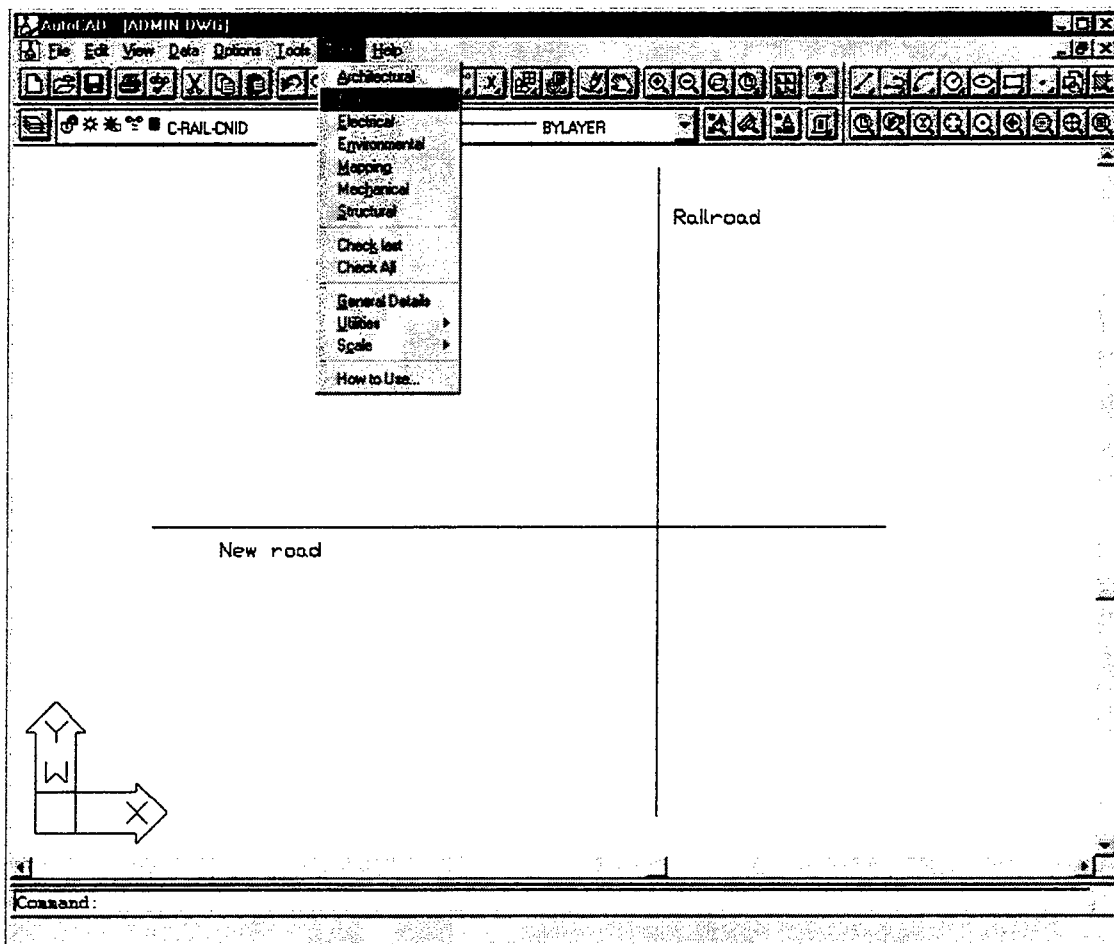 AutoCAD - [ADMIN.DWG]
File Edit View Data Options Tools Help
Architectural
Electrical
Environmental
Mapping
Mechanical
Structural
Check last
Check All
General Details
Utilities
Scale
How to Use...
C-RAIL-CNID
BYLAYER
Railroad
New road
Y
W
X
Command: